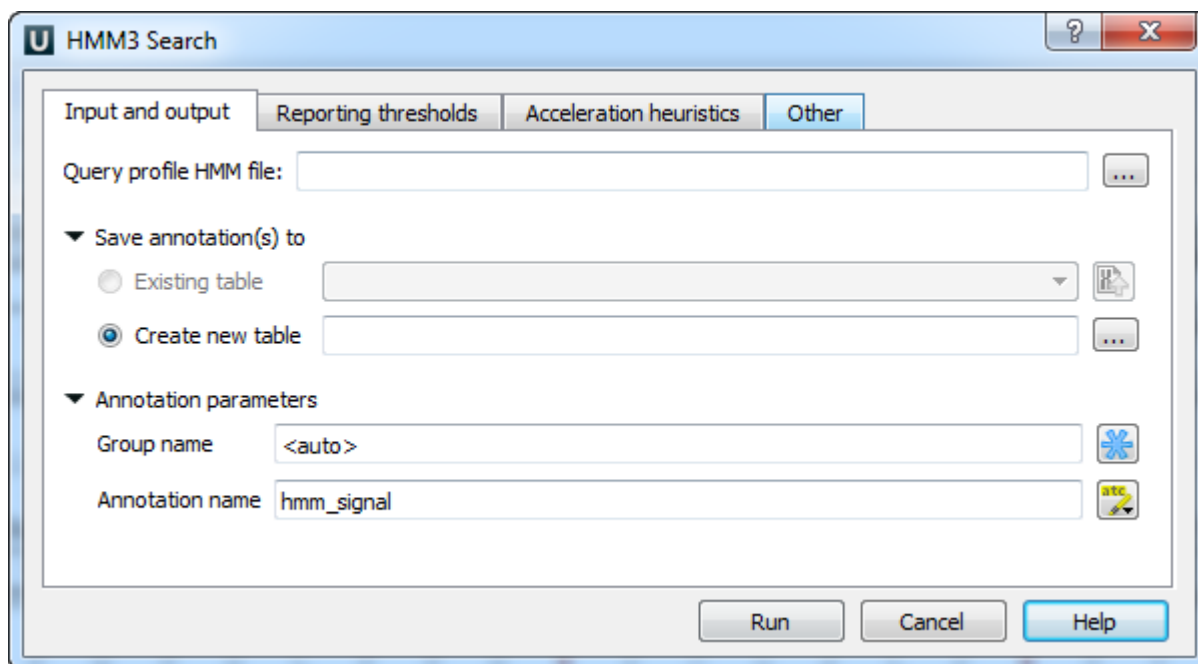 U HMM3 Search ? X
Input and output Reporting thresholds Acceleration heuristics Other
Query profile HMM file: ...
Save annotation(s) to
Existing table
Create new table ...
Annotation parameters
Group name <auto>
Annotation name hmm_signal atc
Run Cancel Help